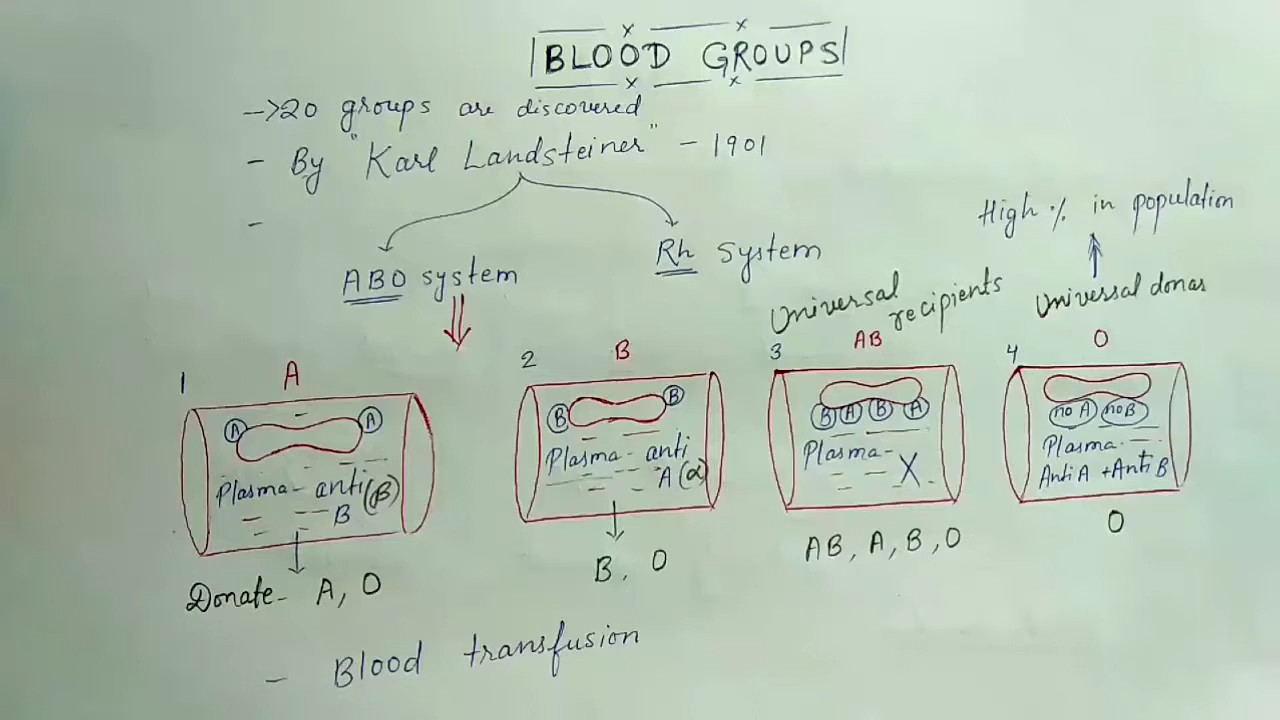 BLOOD GROUPS
->20 groups are discovered
- By "Karl Landsteiner" - 1901
-
High % in population
ABO system
Rh system
Universal recipients
Universal donar
1
A
2
B
3
AB
4
O
A A
Plasma - anti B (β)
Donate - A, O
B B
Plasma - anti A (α)
B, O
B A B A
Plasma - X
AB, A, B, O
no A no B
Plasma
Anti A + Anti B
O
- Blood transfusion